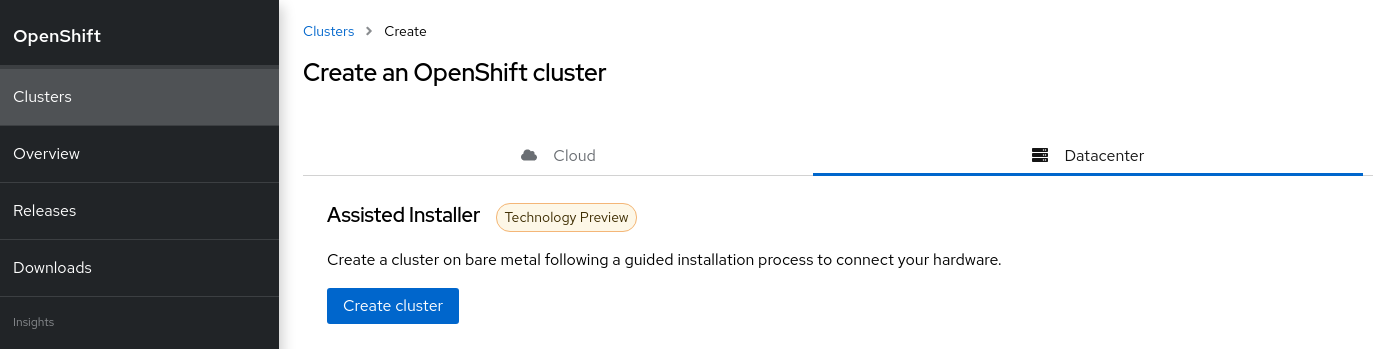 OpenShift
Clusters
Overview
Releases
Downloads
Insights
Clusters > Create
Create an OpenShift cluster
Cloud
Datacenter
Assisted Installer Technology Preview
Create a cluster on bare metal following a guided installation process to connect your hardware.
Create cluster